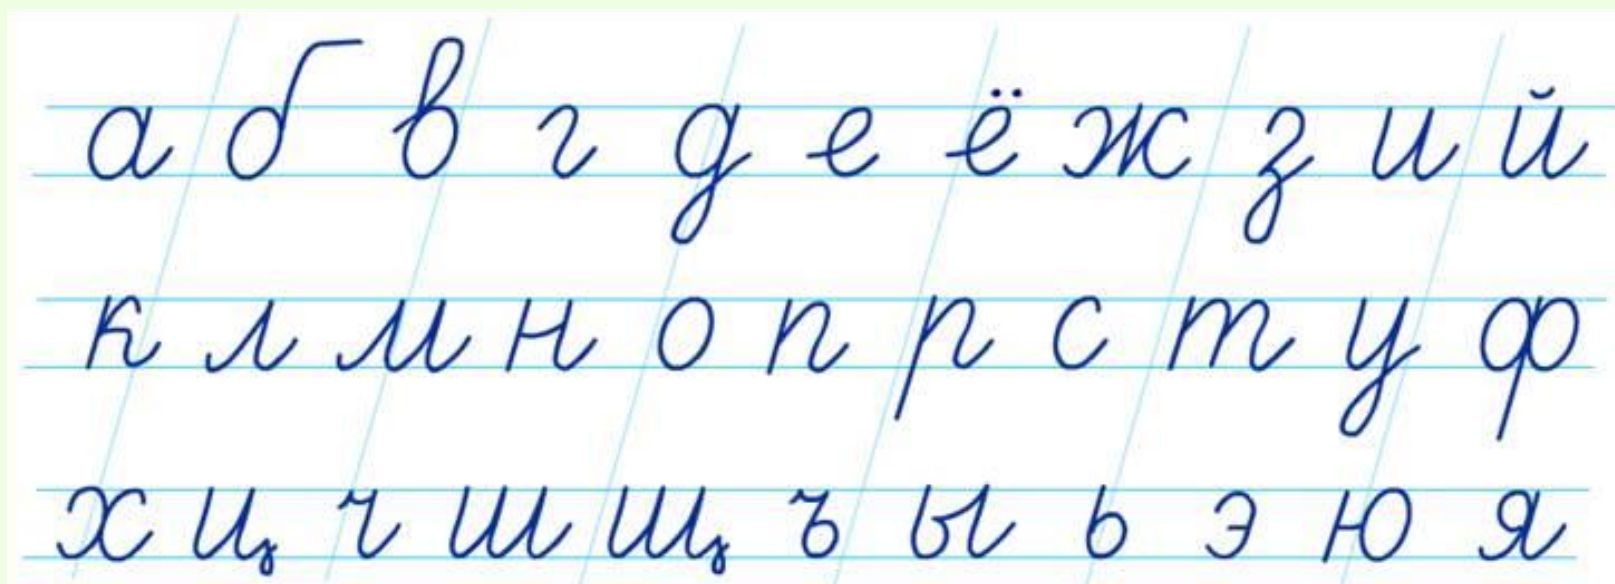 а б в г д е ё ж з и й
к л м н о п р с т у ф
х ц ч ш щ ъ ы ь э ю я